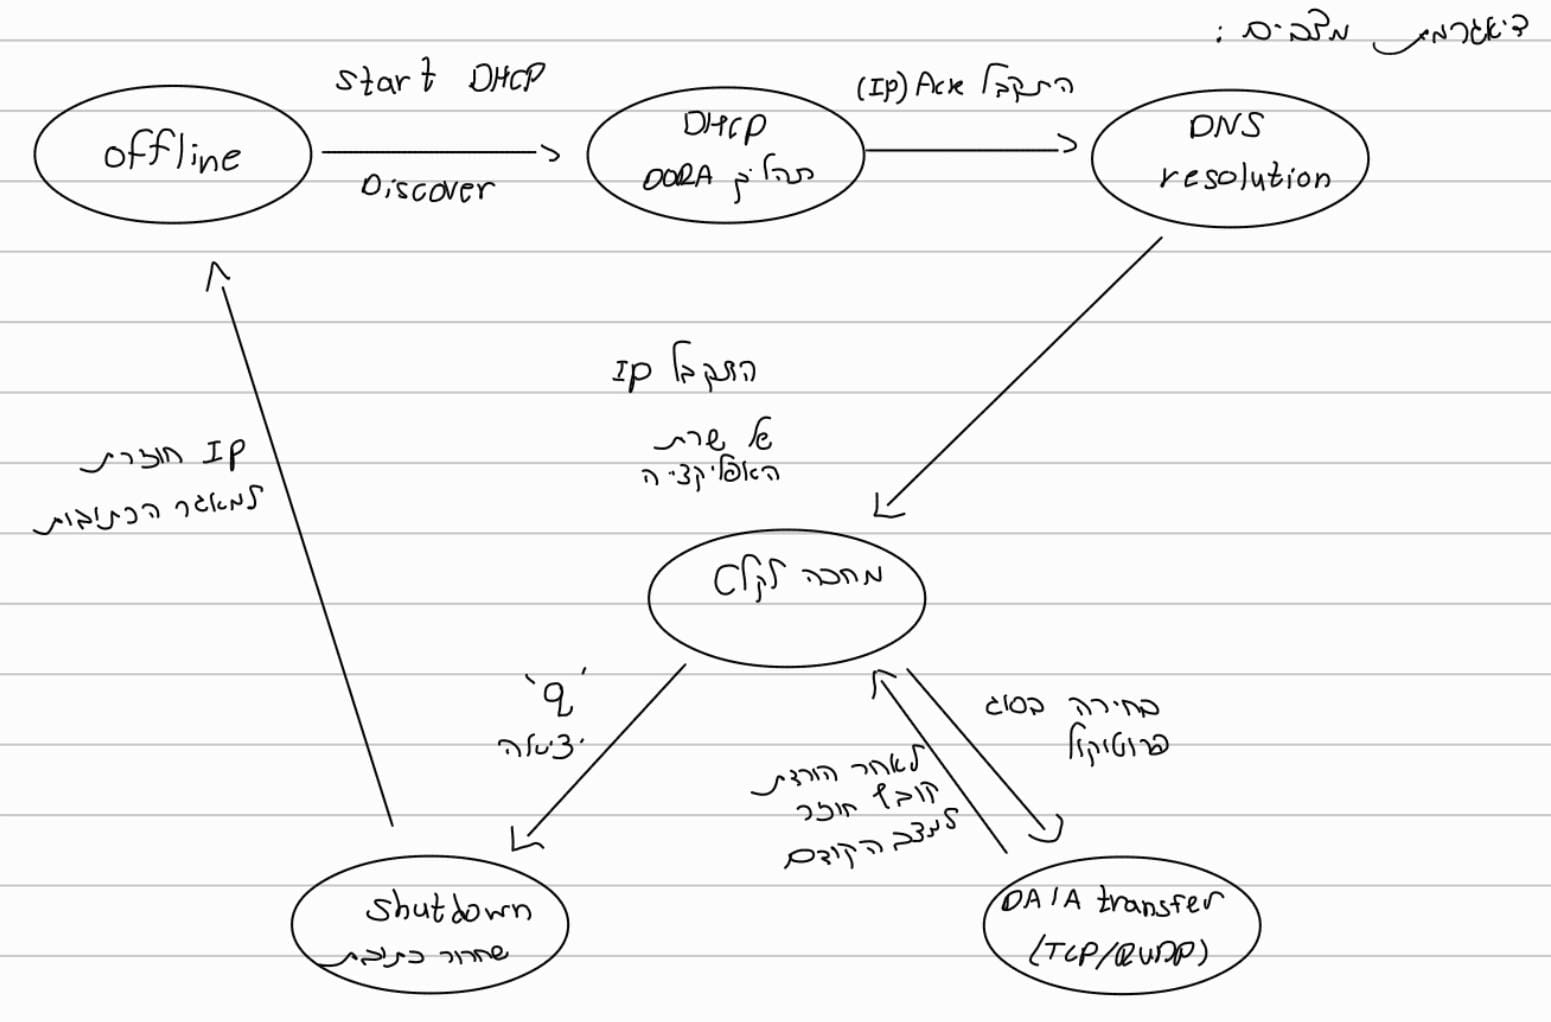 דיאגרמת מצבים :
offline
start DHCP
Discover
DHCP
תהליך DORA
התקבל Ack (Ip)
DNS
resolution
התקבל Ip
של שרת
האפליקציה
IP חוזרת
למאגר הכתובות
מחכה לקלט
'q'
יציאה
בחירה בסוג
פרוטוקול
לאחר הורדת
קובץ חוזר
למצב הקודם
shutdown
שחרור כתובת
DATA transfer
(TCP/RUDP)